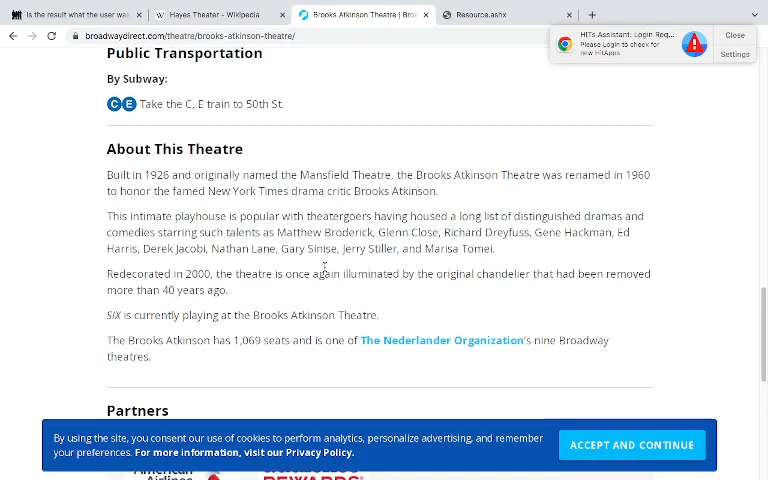 Is the result what the user was
Hayes Theater - Wikipedia
Brooks Atkinson Theatre | Broa
Resource.ashx
broadwaydirect.com/theatre/brooks-atkinson-theatre/
HITs Assistant: Login Req...
Please Login to check for
new HitApps
Close
Settings
Public Transportation
By Subway:
C E Take the C, E train to 50th St.
About This Theatre
Built in 1926 and originally named the Mansfield Theatre, the Brooks Atkinson Theatre was renamed in 1960
to honor the famed New York Times drama critic Brooks Atkinson.
This intimate playhouse is popular with theatergoers having housed a long list of distinguished dramas and
comedies starring such talents as Matthew Broderick, Glenn Close, Richard Dreyfuss, Gene Hackman, Ed
Harris, Derek Jacobi, Nathan Lane, Gary Sinise, Jerry Stiller, and Marisa Tomei.
Redecorated in 2000, the theatre is once again illuminated by the original chandelier that had been removed
more than 40 years ago.
SIX is currently playing at the Brooks Atkinson Theatre.
The Brooks Atkinson has 1,069 seats and is one of The Nederlander Organization's nine Broadway
theatres.
Partners
By using the site, you consent our use of cookies to perform analytics, personalize advertising, and remember
your preferences. For more information, visit our Privacy Policy.
ACCEPT AND CONTINUE
American
Airlines
REWARDS